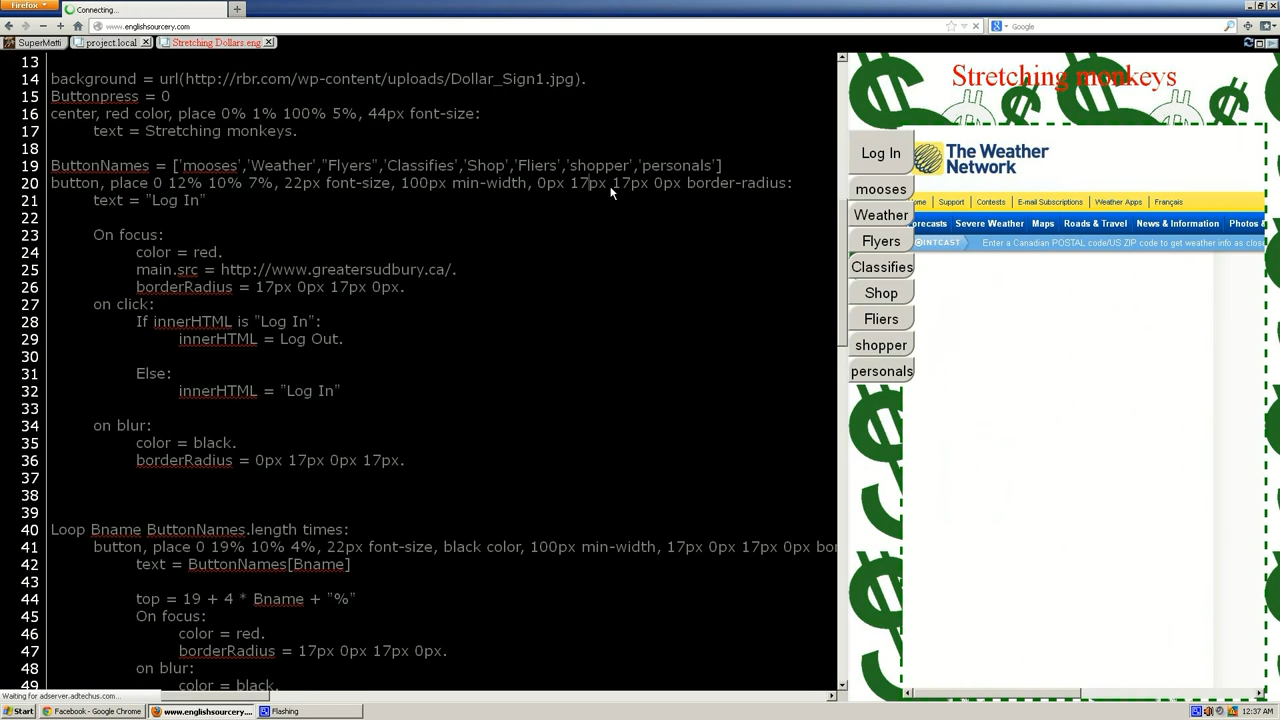 Firefox
Connecting...
www.englishsourcery.com
Google
SuperMatti
project.local
Stretching Dollars.eng
13
14 background = url(http://rbr.com/wp-content/uploads/Dollar_Sign1.jpg).
15 Buttonpress = 0
16 center, red color, place 0% 1% 100% 5%, 44px font-size:
17 text = Stretching monkeys.
18
19 ButtonNames = ['mooses','Weather',"Flyers",'Classifies','Shop','Fliers','shopper','personals']
20 button, place 0 12% 10% 7%, 22px font-size, 100px min-width, 0px 17px 17px 0px border-radius:
21 text = "Log In"
22
23 On focus:
24 color = red.
25 main.src = http://www.greatersudbury.ca/.
26 borderRadius = 17px 0px 17px 0px.
27 on click:
28 If innerHTML is "Log In":
29 innerHTML = Log Out.
30
31 Else:
32 innerHTML = "Log In"
33
34 on blur:
35 color = black.
36 borderRadius = 0px 17px 0px 17px.
37
38
39
40 Loop Bname ButtonNames.length times:
41 button, place 0 19% 10% 4%, 22px font-size, black color, 100px min-width, 17px 0px 17px 0px bor
42 text = ButtonNames[Bname]
43
44 top = 19 + 4 * Bname + "%"
45 On focus:
46 color = red.
47 borderRadius = 17px 0px 17px 0px.
48 on blur:
49 color = black.
Stretching monkeys
Log In
mooses
Weather
Flyers
Classifies
Shop
Fliers
shopper
personals
The Weather
Network
ome Support Contests E-mail Subscriptions Weather Apps Français
orecasts Severe Weather Maps Roads & Travel News & Information Photos &
OINTCAST Enter a Canadian POSTAL code/US ZIP code to get weather info as clos
Waiting for adserver.adtechus.com...
Start
Facebook - Google Chrome
www.englishsourcery....
Flashing
12:37 AM